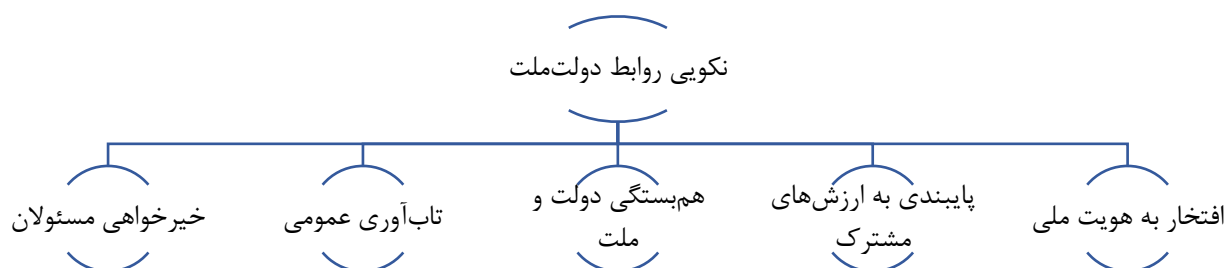 نکویی روابط دولت‌ملت
افتخار به هویت ملی
پایبندی به ارزش‌های
مشترک
هم‌بستگی دولت و
ملت
تاب‌آوری عمومی
خیرخواهی مسئولان